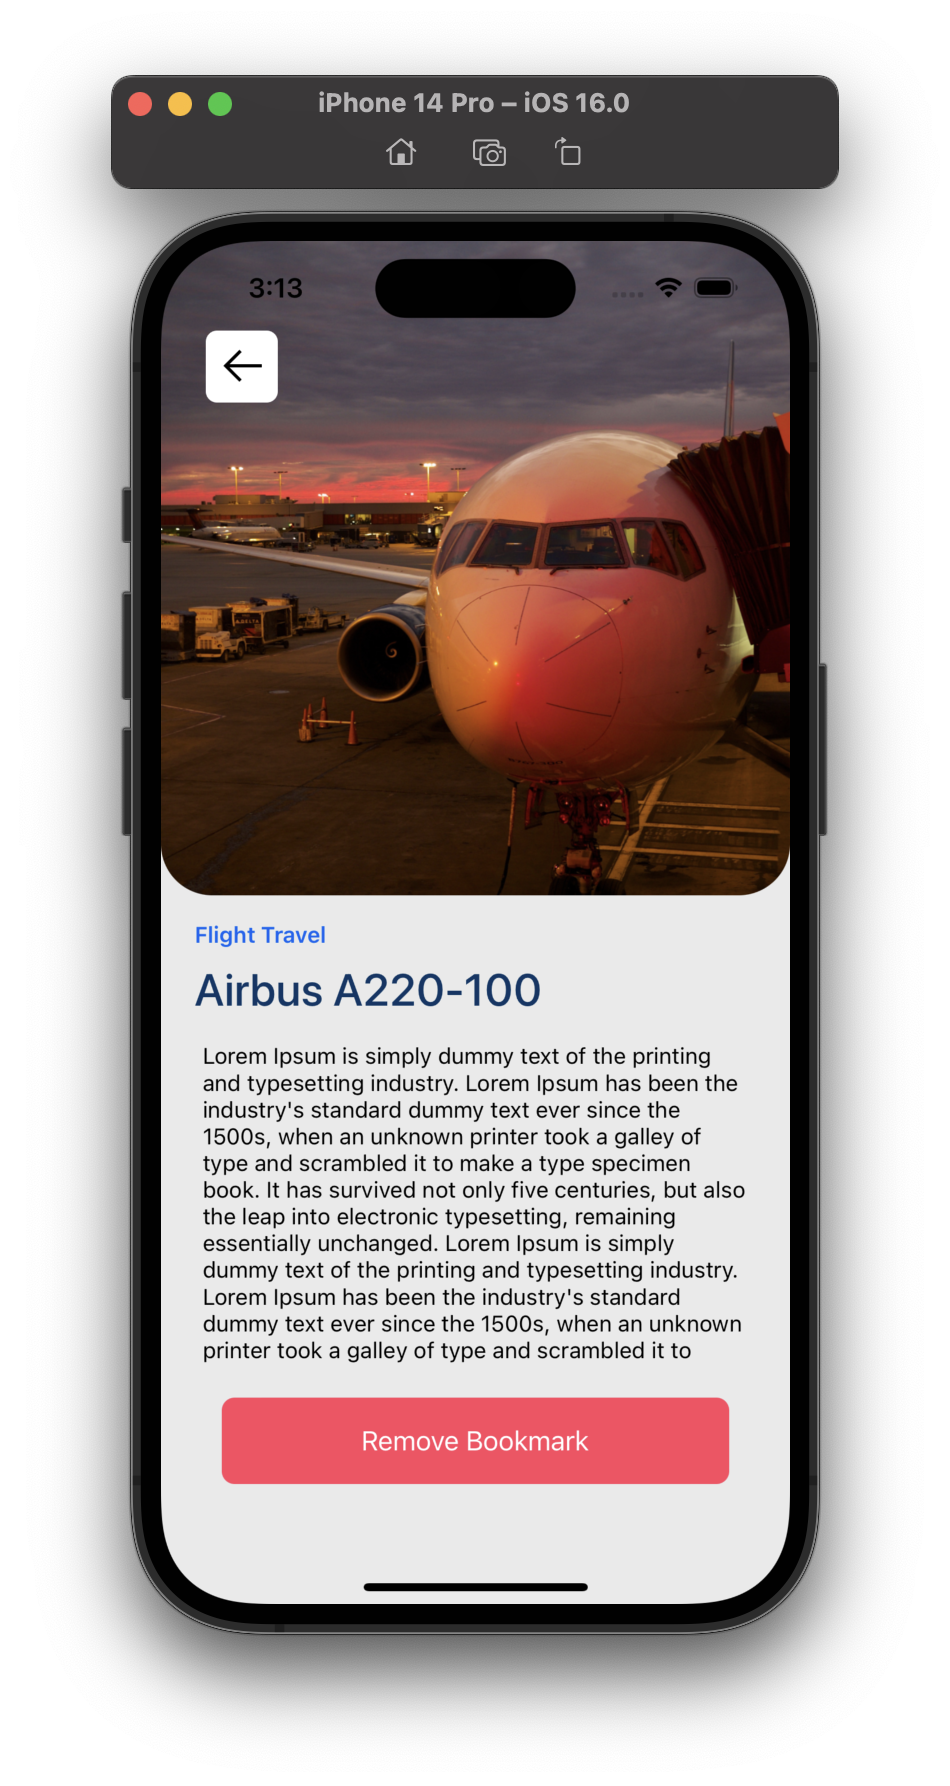 iPhone 14 Pro – iOS 16.0
3:13
DELTA
Flight Travel
Airbus A220-100
Lorem Ipsum is simply dummy text of the printing
and typesetting industry. Lorem Ipsum has been the
industry's standard dummy text ever since the
1500s, when an unknown printer took a galley of
type and scrambled it to make a type specimen
book. It has survived not only five centuries, but also
the leap into electronic typesetting, remaining
essentially unchanged. Lorem Ipsum is simply
dummy text of the printing and typesetting industry.
Lorem Ipsum has been the industry's standard
dummy text ever since the 1500s, when an unknown
printer took a galley of type and scrambled it to
Remove Bookmark